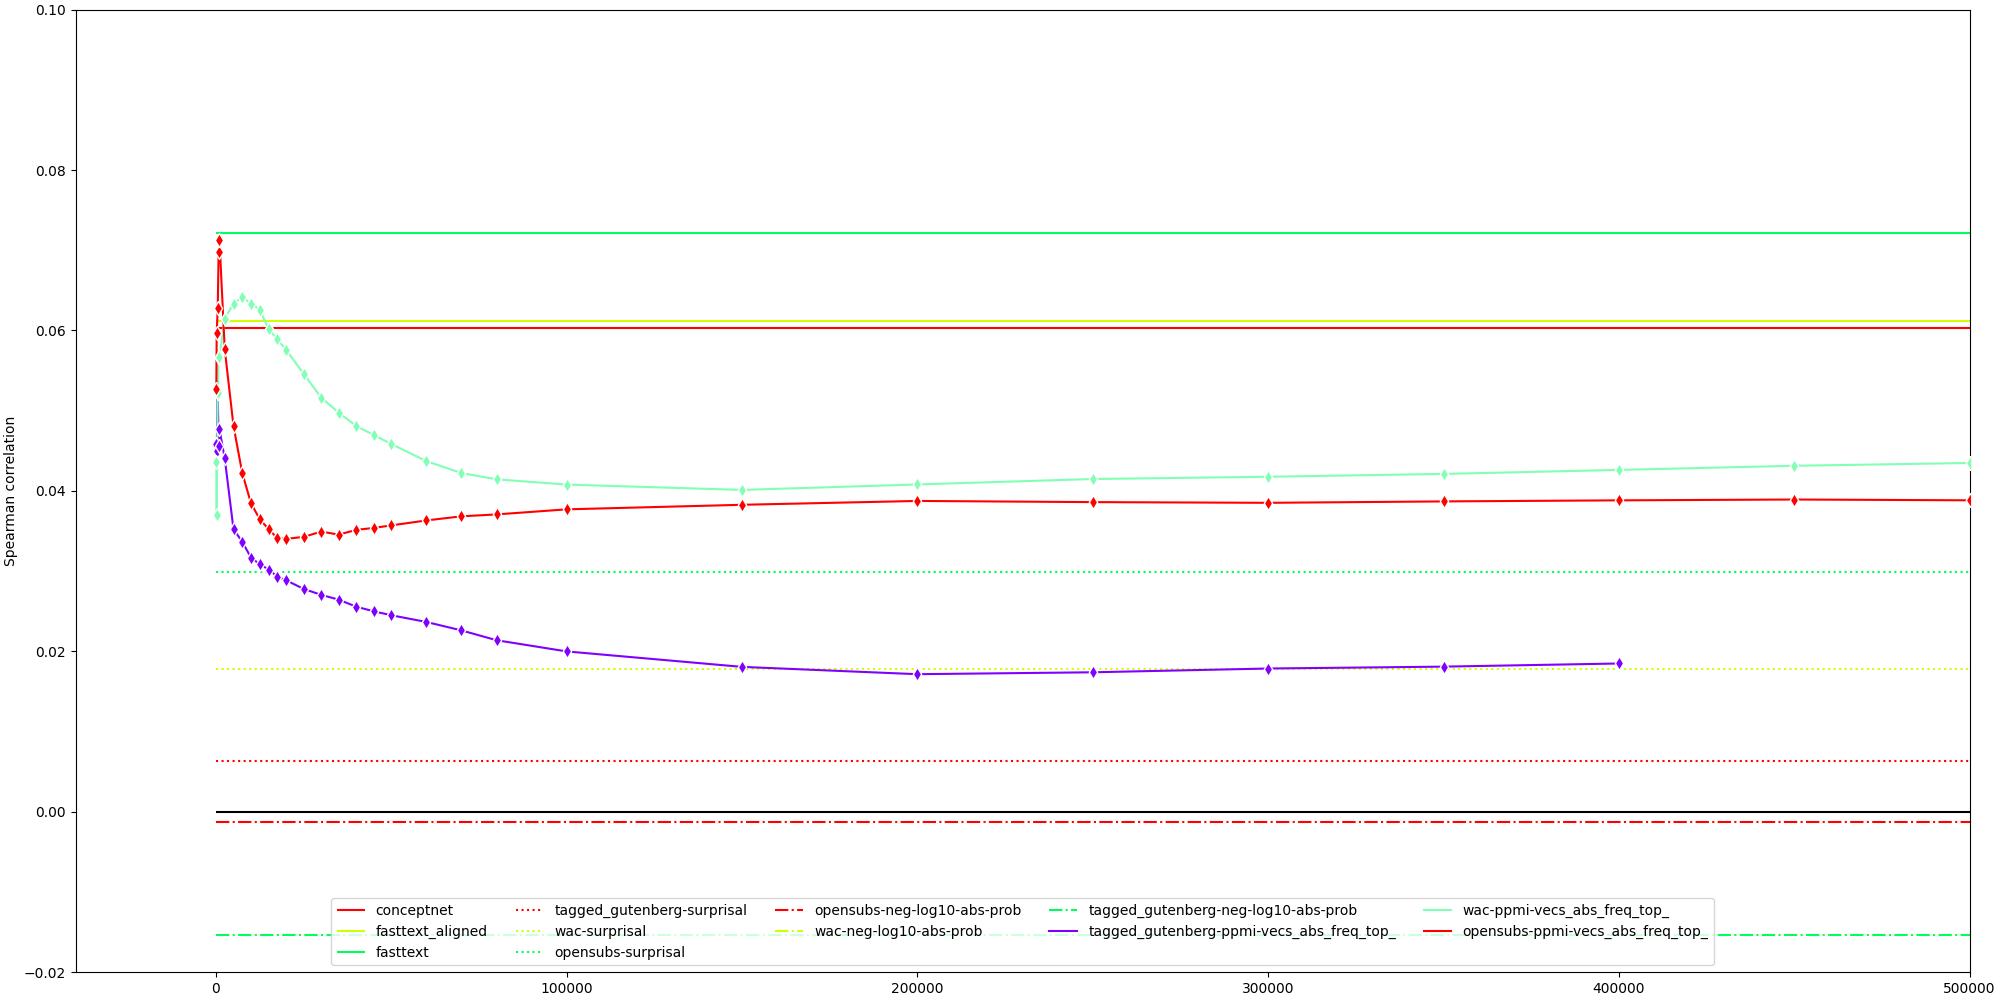 0.10
0.08
0.06
0.04
0.02
0.00
−0.02
Spearman correlation
0
100000
200000
300000
400000
500000
conceptnet
fasttext_aligned
fasttext
tagged_gutenberg-surprisal
wac-surprisal
opensubs-surprisal
opensubs-neg-log10-abs-prob
wac-neg-log10-abs-prob
tagged_gutenberg-neg-log10-abs-prob
tagged_gutenberg-ppmi-vecs_abs_freq_top_
wac-ppmi-vecs_abs_freq_top_
opensubs-ppmi-vecs_abs_freq_top_